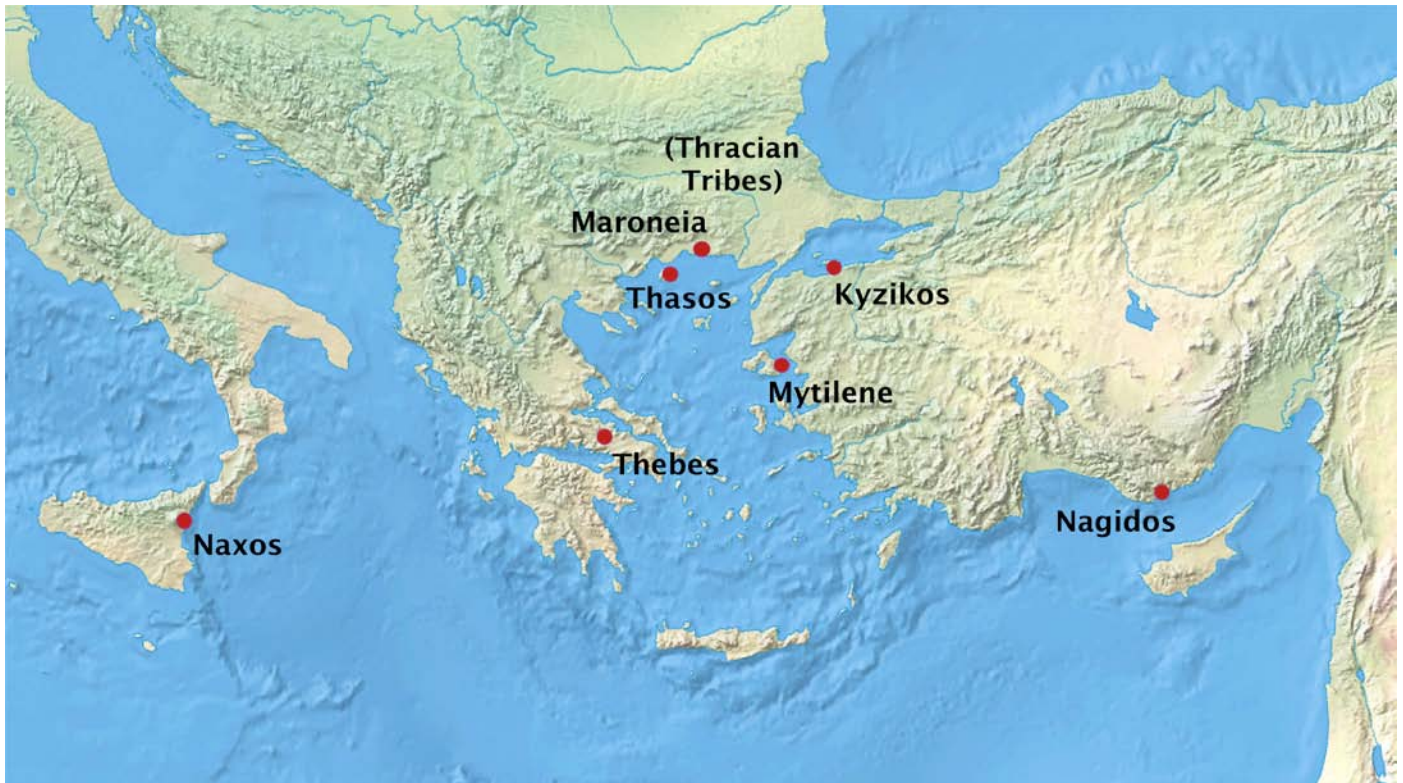 (Thracian
Tribes)
Maroneia
Thasos
Kyzikos
Mytilene
Thebes
Naxos
Nagidos